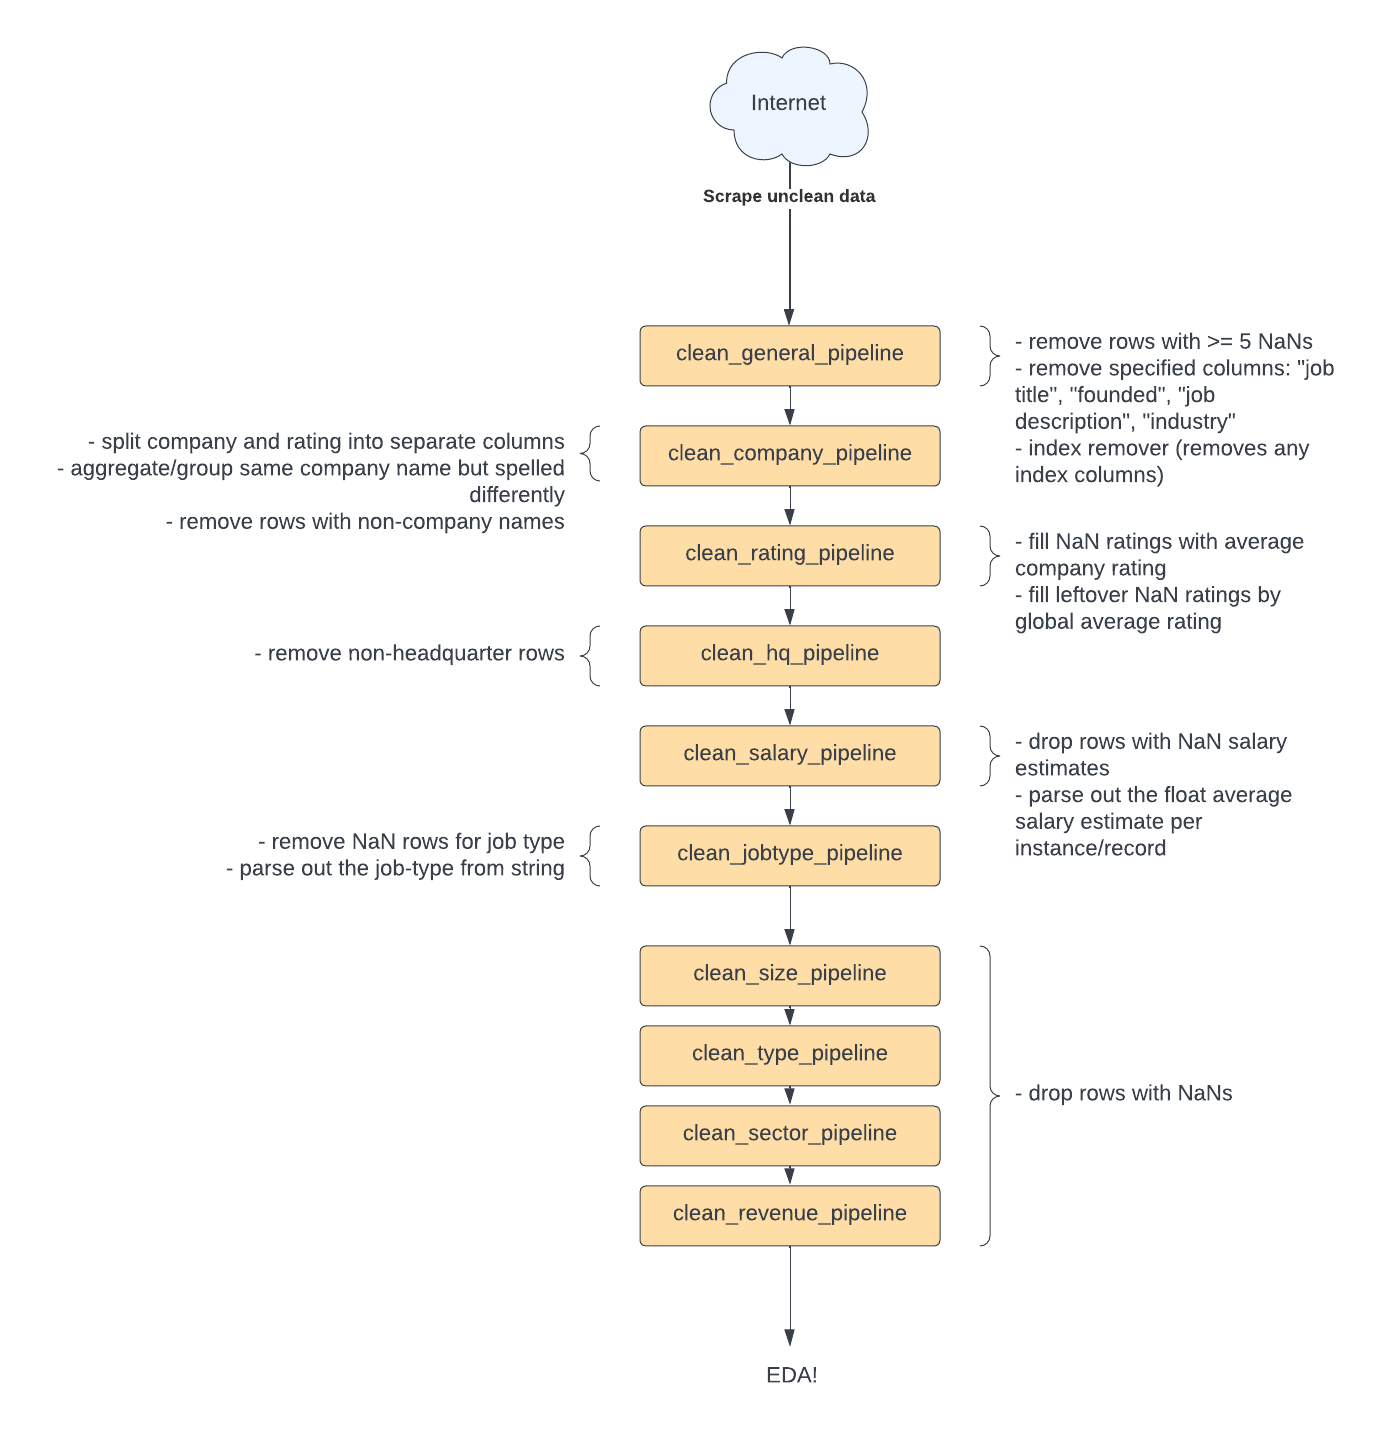 Internet
Scrape unclean data
clean_general_pipeline
- remove rows with >= 5 NaNs
- remove specified columns: "job
title", "founded", "job
description", "industry"
- index remover (removes any
index columns)
- split company and rating into separate columns
- aggregate/group same company name but spelled
differently
- remove rows with non-company names
clean_company_pipeline
clean_rating_pipeline
- fill NaN ratings with average
company rating
- fill leftover NaN ratings by
global average rating
- remove non-headquarter rows
clean_hq_pipeline
clean_salary_pipeline
- drop rows with NaN salary
estimates
- parse out the float average
salary estimate per
instance/record
- remove NaN rows for job type
- parse out the job-type from string
clean_jobtype_pipeline
clean_size_pipeline
clean_type_pipeline
- drop rows with NaNs
clean_sector_pipeline
clean_revenue_pipeline
EDA!